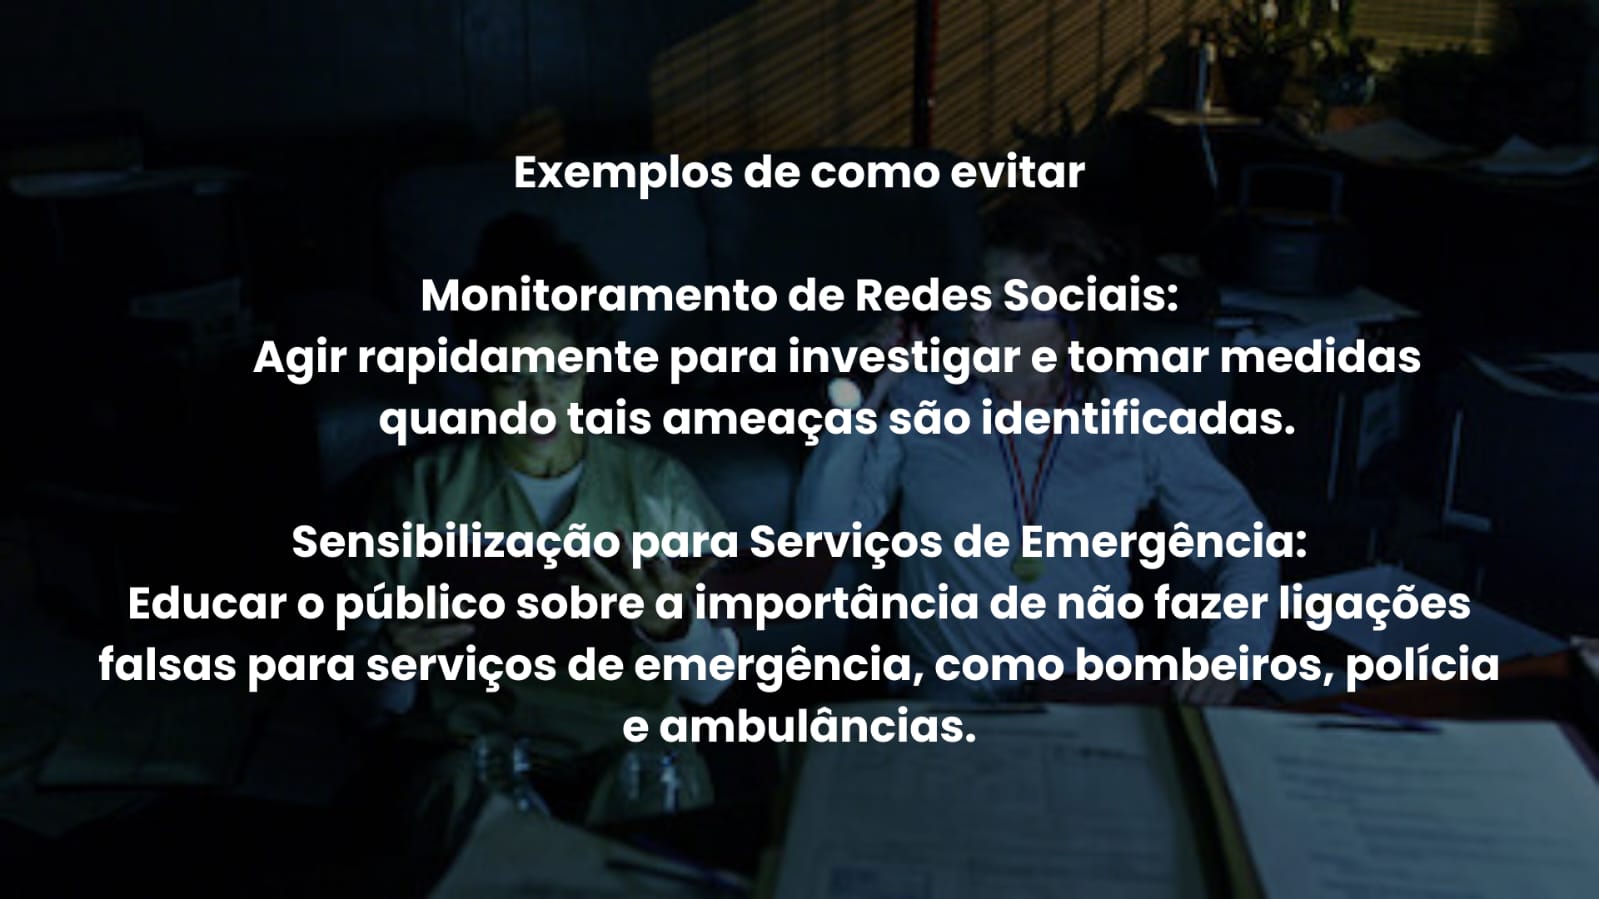 Exemplos de como evitar
Monitoramento de Redes Sociais:
Agir rapidamente para investigar e tomar medidas
quando tais ameaças são identificadas.
Sensibilização para Serviços de Emergência:
Educar o público sobre a importância de não fazer ligações
falsas para serviços de emergência, como bombeiros, polícia
e ambulâncias.